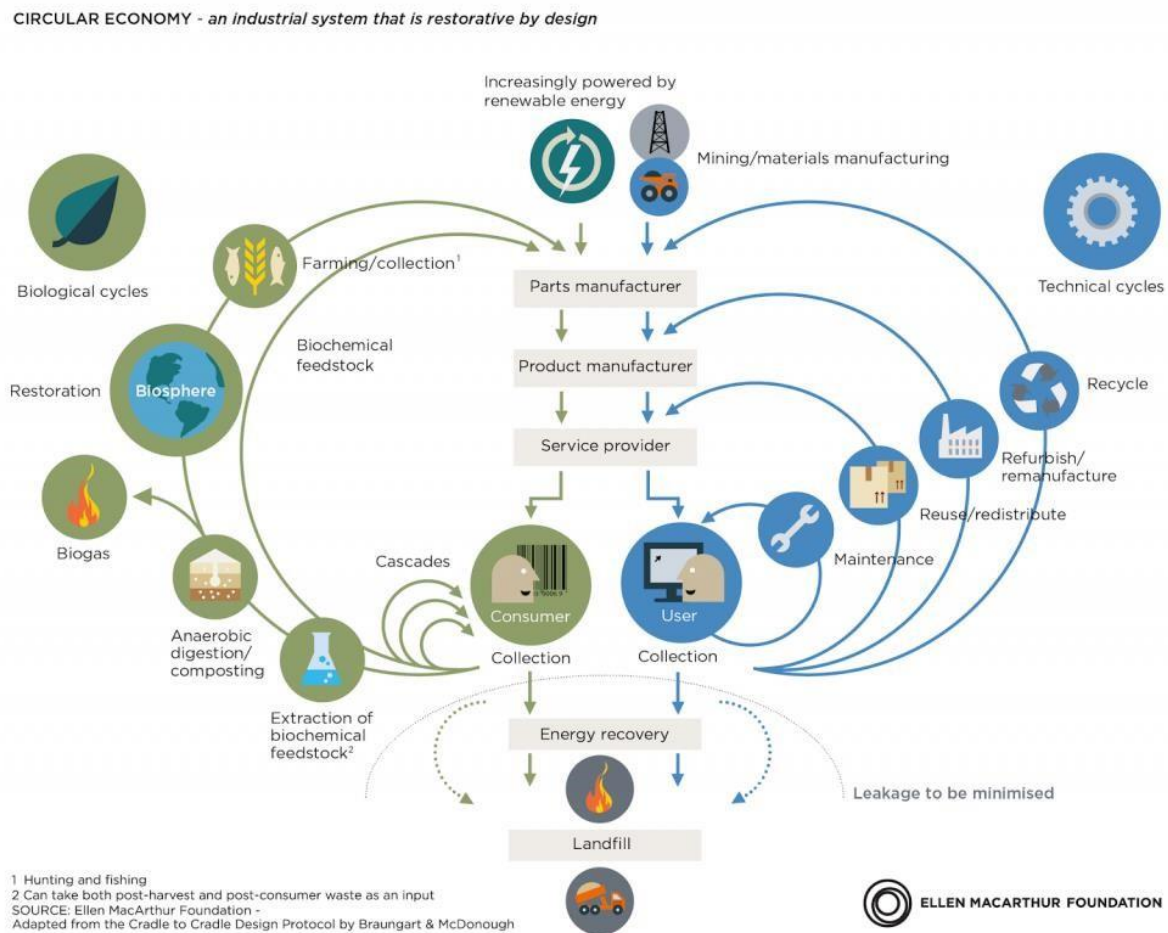 CIRCULAR ECONOMY - an industrial system that is restorative by design
Increasingly powered by
renewable energy
Mining/materials manufacturing
Biological cycles
Technical cycles
Farming/collection¹
Parts manufacturer
Biochemical
feedstock
Product manufacturer
Restoration
Biosphere
Recycle
Service provider
Refurbish/
remanufacture
Reuse/redistribute
Biogas
Cascades
Maintenance
Consumer
User
Anaerobic
digestion/
composting
Collection
Collection
Extraction of
biochemical
feedstock²
Energy recovery
Leakage to be minimised
Landfill
1 Hunting and fishing
2 Can take both post-harvest and post-consumer waste as an input
SOURCE: Ellen MacArthur Foundation -
Adapted from the Cradle to Cradle Design Protocol by Braungart & McDonough
ELLEN MACARTHUR FOUNDATION